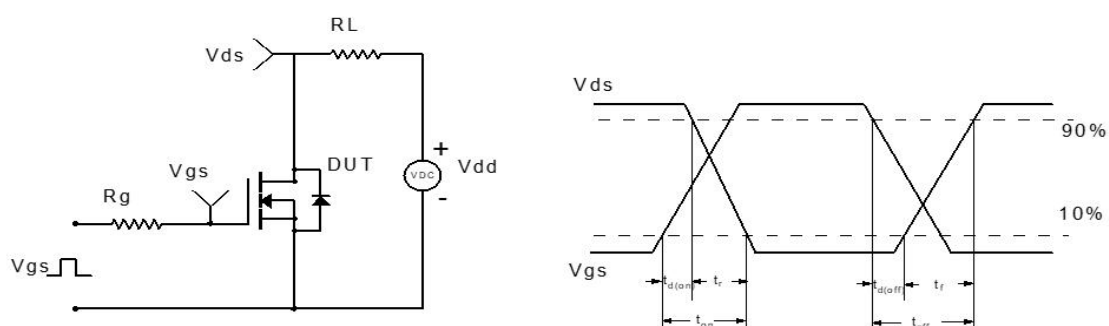 RL
Vds
Vgs
DUT
Rg
VDC
+
Vdd
-
Vgs
Vds
90%
10%
Vgs
td(on)
tr
td(off)
tf
ton
toff